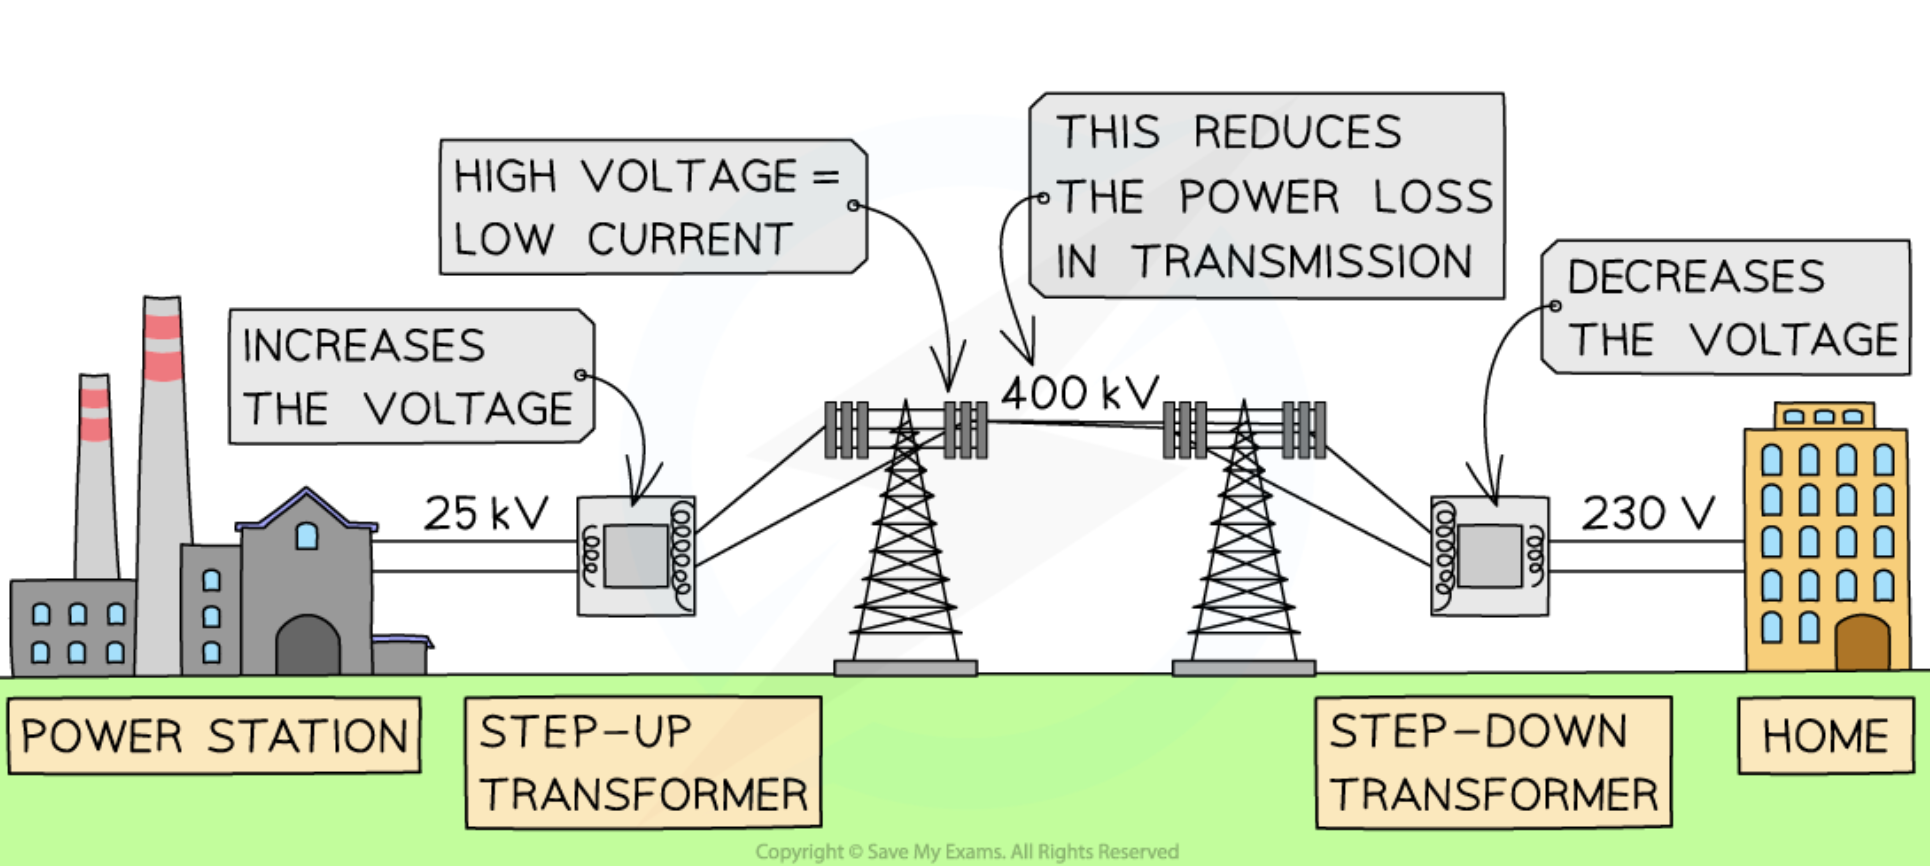 HIGH VOLTAGE =
LOW CURRENT
THIS REDUCES
THE POWER LOSS
IN TRANSMISSION
INCREASES
THE VOLTAGE
DECREASES
THE VOLTAGE
25 kV
400 kV
230 V
POWER STATION
STEP-UP
TRANSFORMER
STEP-DOWN
TRANSFORMER
HOME
Copyright © Save My Exams. All Rights Reserved